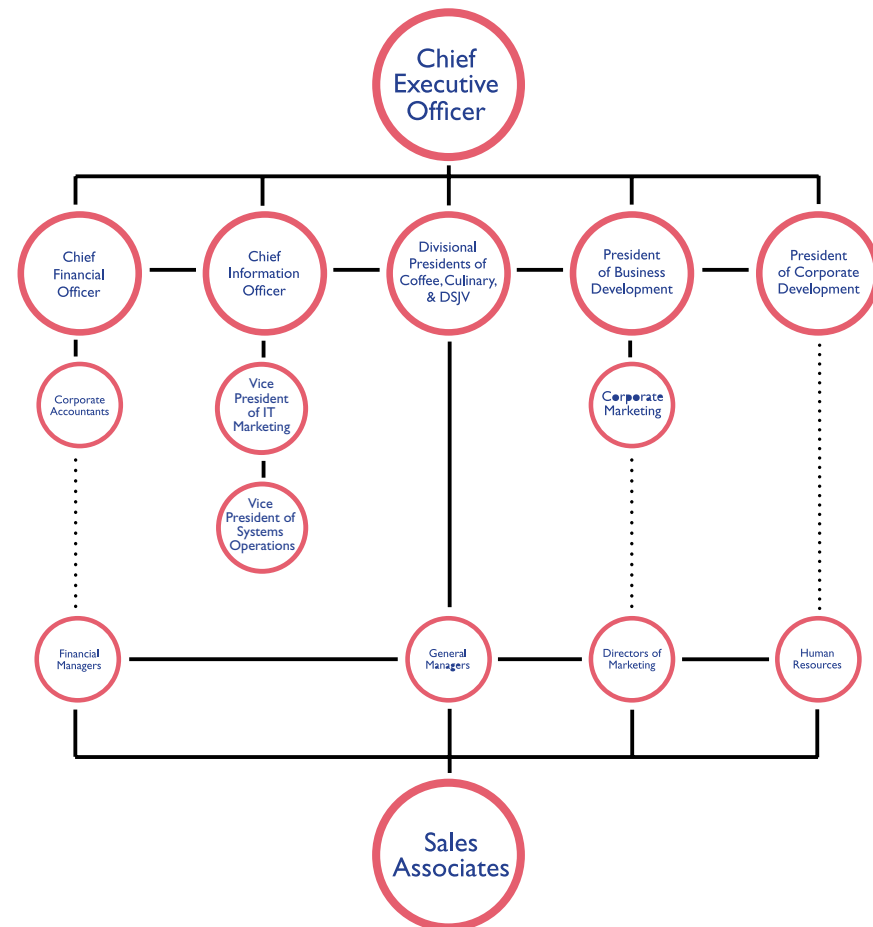 Chief
Executive
Officer
Chief
Financial
Officer
Chief
Information
Officer
Divisional
Presidents of
Coffee, Culinary,
& DSJV
President
of Business
Development
President
of Corporate
Development
Corporate
Accountants
Vice
President
of IT
Marketing
Corporate
Marketing
Vice
President of
Systems
Operations
Financial
Managers
General
Managers
Directors of
Marketing
Human
Resources
Sales
Associates